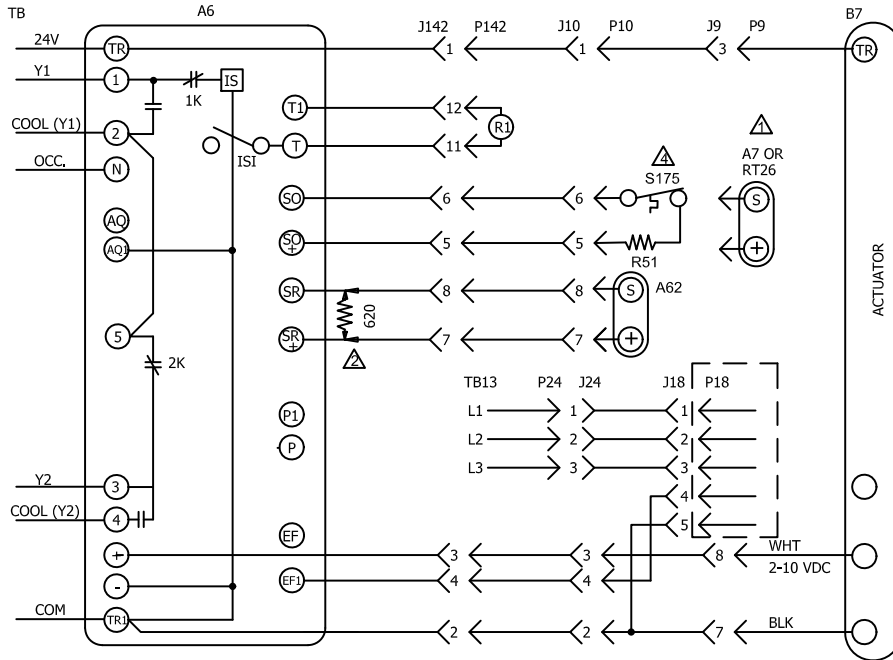 TB A6 J142 P142 J10 P10 J9 P9 B7
24V TR 1 1 3 TR
Y1 1 IS
1K T1 12 R1
COOL (Y1) 2 T 11
ISI
OCC. N
1
4 A7 OR
S175 RT26
SO 6 6 S
AQ
AQ1 SO + 5 5 +
R51
SR 8 8 S A62
620
5 SR + 7 7 +
2K 2
ACTUATOR
TB13 P24 J24 J18 P18
L1 1 1
P1
L2 2 2
P
L3 3 3
Y2 3 4
COOL (Y2) 4 5
EF
+ 3 3 8 WHT
2-10 VDC
- EF1 4 4
COM TR1 2 2 7 BLK